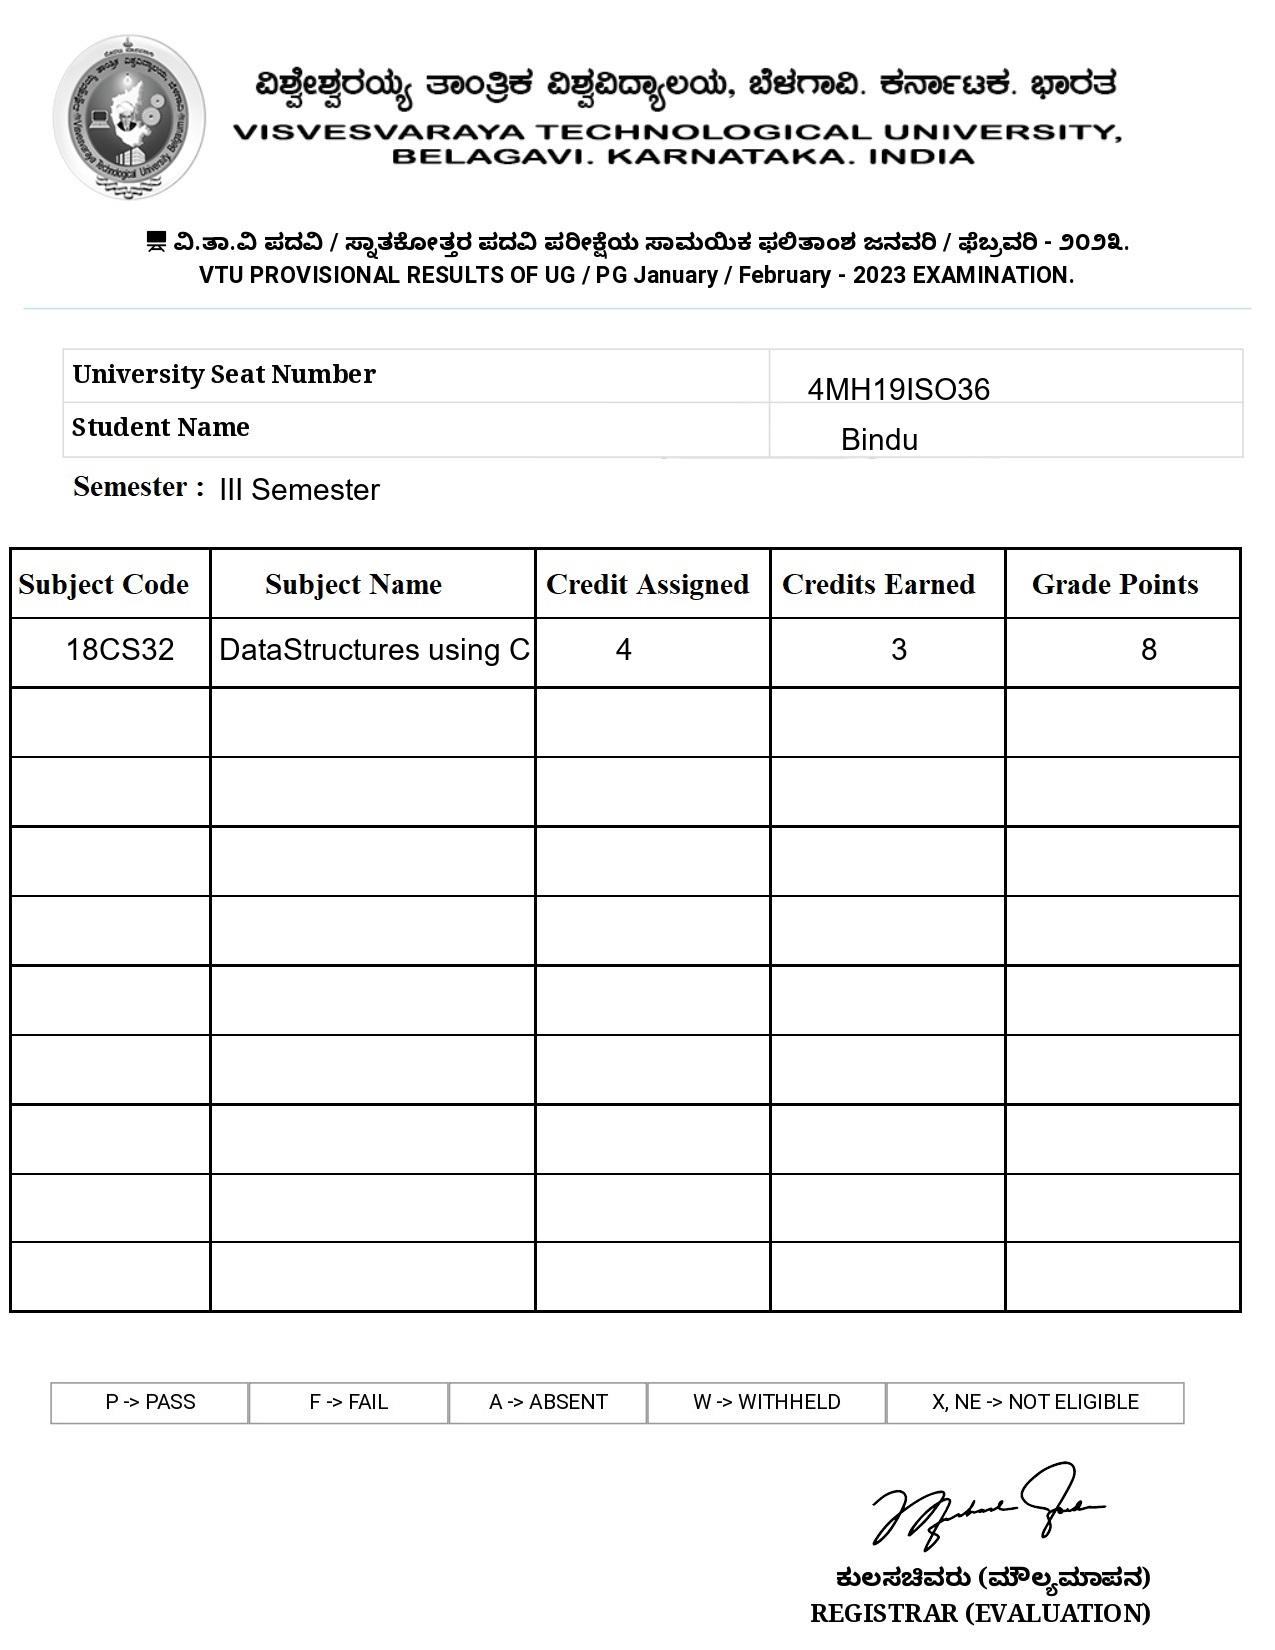 ವಿಶ್ವೇಶ್ವರಯ್ಯ ತಾಂತ್ರಿಕ ವಿಶ್ವವಿದ್ಯಾಲಯ, ಬೆಳಗಾವಿ. ಕರ್ನಾಟಕ. ಭಾರತ
VISVESVARAYA TECHNOLOGICAL UNIVERSITY,
BELAGAVI. KARNATAKA. INDIA
ವಿ.ತಾ.ವಿ ಪದವಿ / ಸ್ನಾತಕೋತ್ತರ ಪದವಿ ಪರೀಕ್ಷೆಯ ಸಾಮಯಿಕ ಫಲಿತಾಂಶ ಜನವರಿ / ಫೆಬ್ರವರಿ - ೨೦೨೩.
VTU PROVISIONAL RESULTS OF UG / PG January / February - 2023 EXAMINATION.
University Seat Number 4MH19ISO36
Student Name Bindu
Semester : III Semester
Subject Code Subject Name Credit Assigned Credits Earned Grade Points
18CS32 DataStructures using C 4 3 8
P -> PASS F -> FAIL A -> ABSENT W -> WITHHELD X, NE -> NOT ELIGIBLE
ಕುಲಸಚಿವರು (ಮೌಲ್ಯಮಾಪನ)
REGISTRAR (EVALUATION)